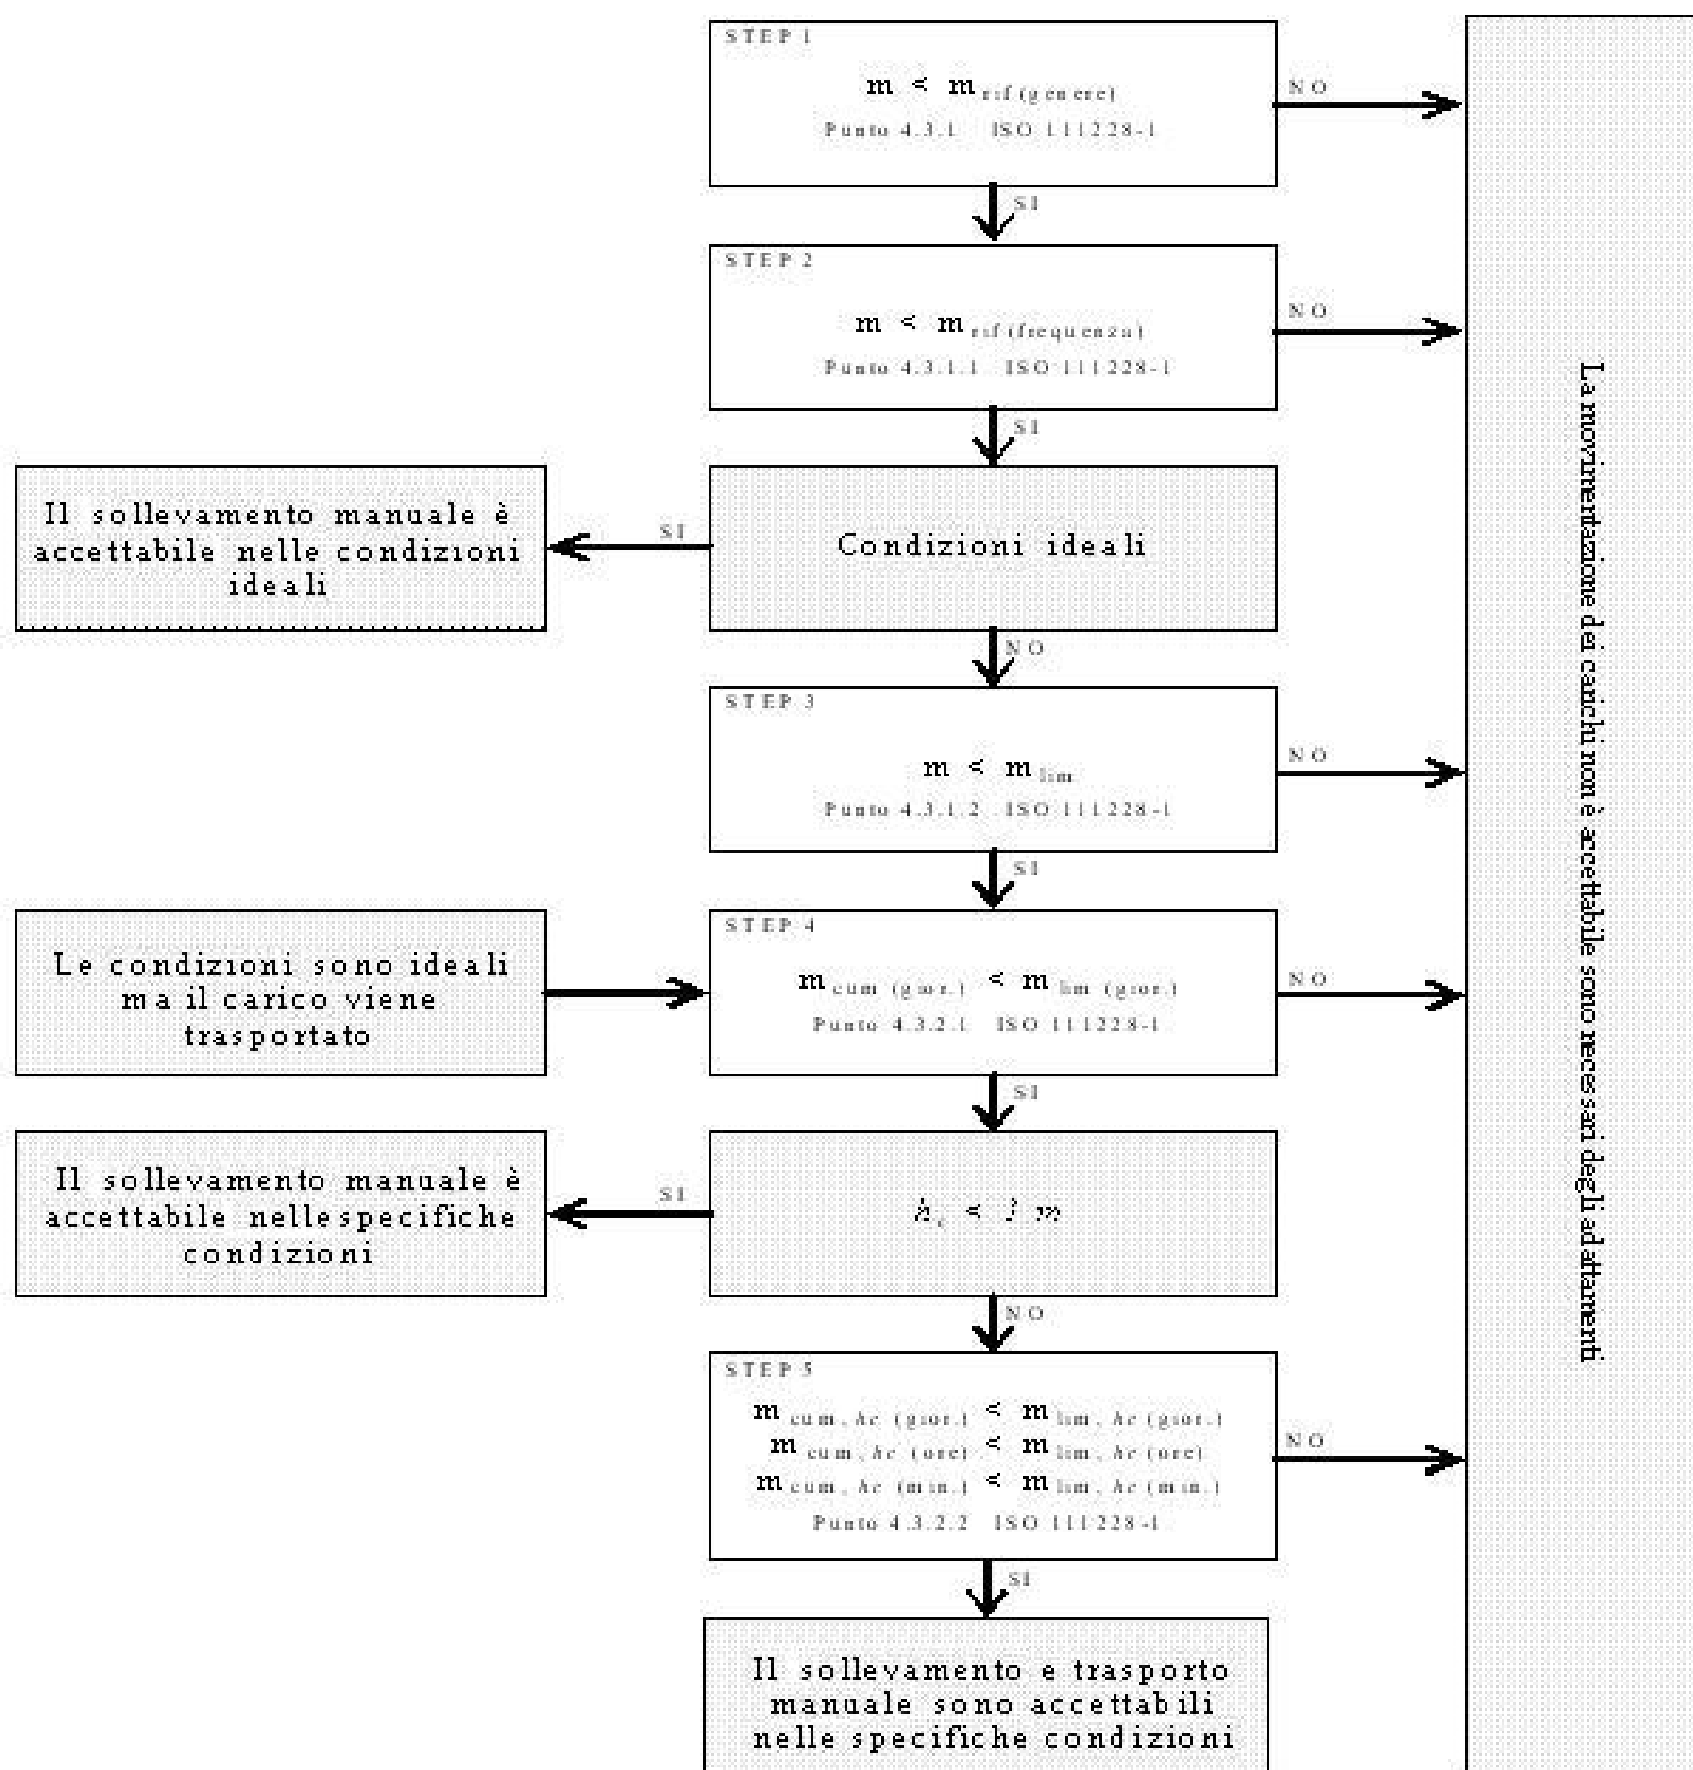 STEP 1
m < m rif (genere)
Punto 4.3.1 ISO 111228-1
NO
SI
STEP 2
m < m rif (frequenza)
Punto 4.3.1.1 ISO 111228-1
NO
SI
Il sollevamento manuale è
accettabile nelle condizioni
ideali
SI
Condizioni ideali
NO
STEP 3
m < m lim
Punto 4.3.1.2 ISO 111228-1
NO
SI
Le condizioni sono ideali
ma il carico viene
trasportato
STEP 4
m cum (gior.) < m lim (gior.)
Punto 4.3.2.1 ISO 111228-1
NO
SI
Il sollevamento manuale è
accettabile nelle specifiche
condizioni
SI
<  m
NO
STEP 5
m cum, hc (gior.) < m lim, hc (gior.)
m cum, hc (ore) < m lim, hc (ore)
m cum, hc (min.) < m lim, hc (min.)
Punto 4.3.2.2 ISO 111228-1
NO
SI
Il sollevamento e trasporto
manuale sono accettabili
nelle specifiche condizioni
La movimentazione dei carichi non è accettabile sono necessari degli adattamenti